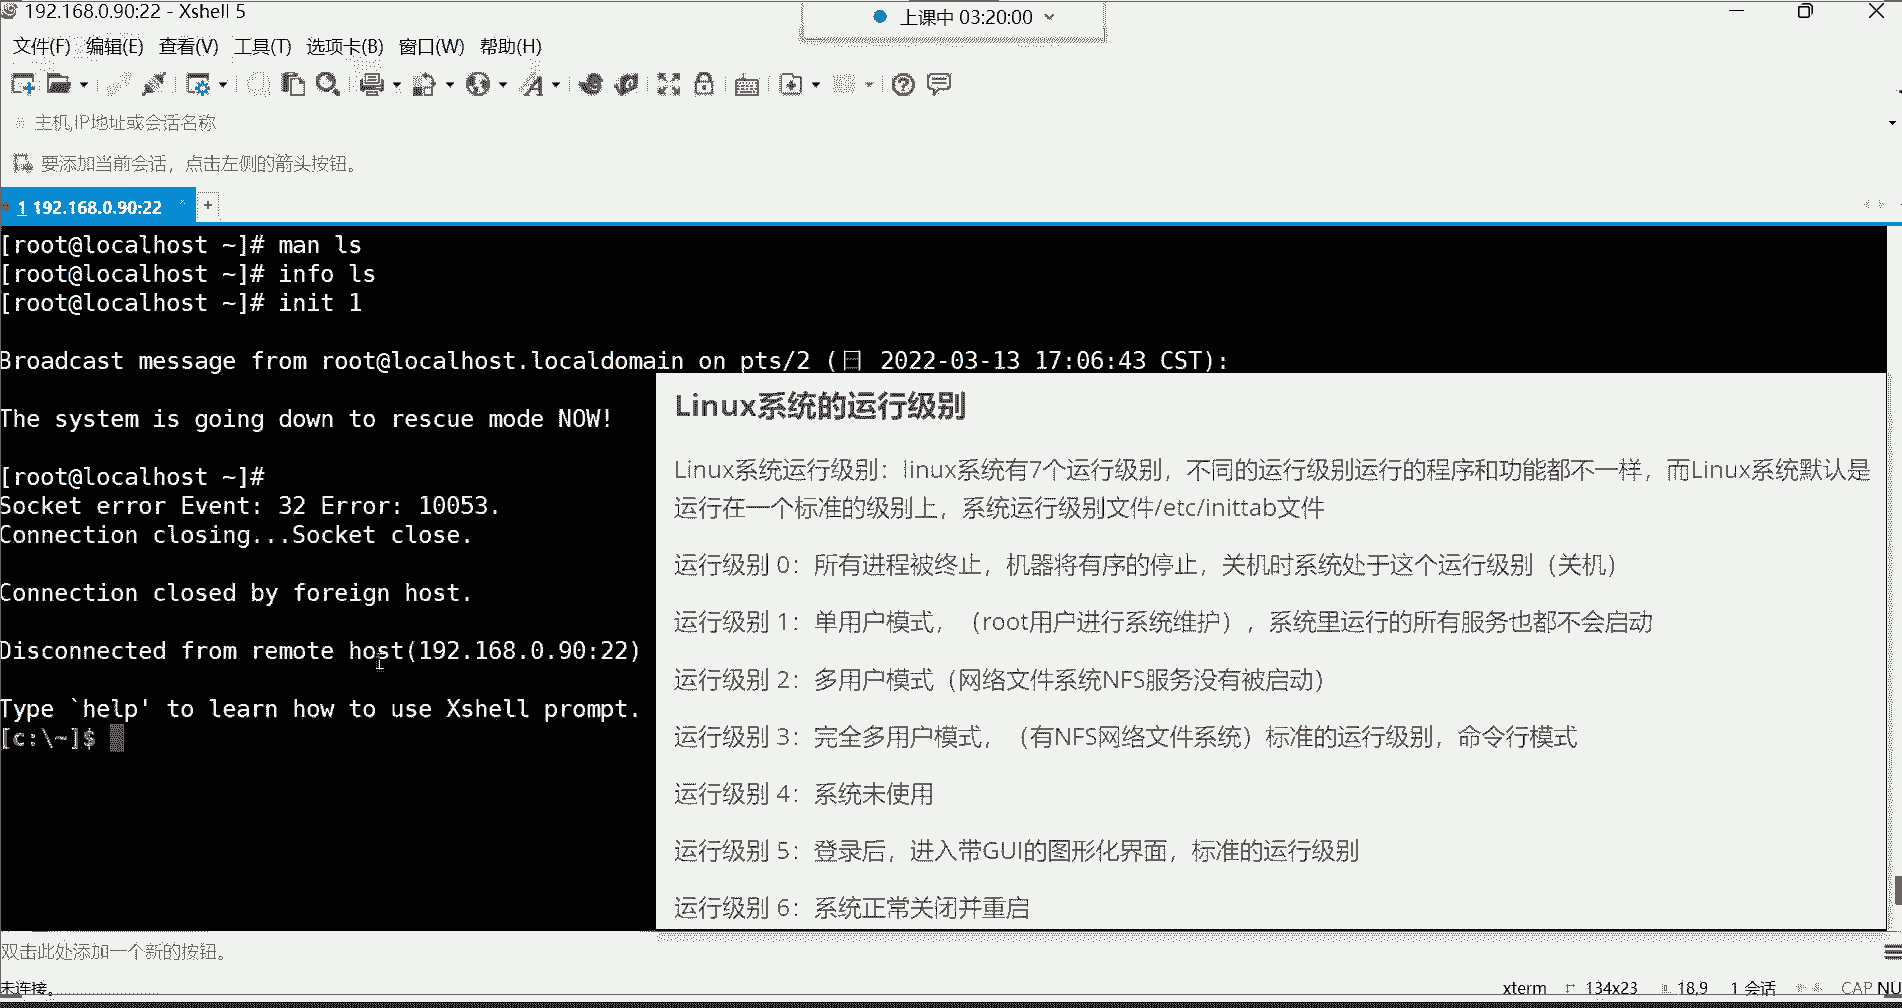 192.168.0.90:22 - Xshell 5
上课中 03:20:00
文件(F) 编辑(E) 查看(V) 工具(T) 选项卡(B) 窗口(W) 帮助(H)
主机,IP地址或会话名称
要添加当前会话，点击左侧的箭头按钮。
1 192.168.0.90:22
+
[root@localhost ~]# man ls
[root@localhost ~]# info ls
[root@localhost ~]# init 1
Broadcast message from root@localhost.localdomain on pts/2 (日 2022-03-13 17:06:43 CST):
The system is going down to rescue mode NOW!
[root@localhost ~]#
Socket error Event: 32 Error: 10053.
Connection closing...Socket close.
Connection closed by foreign host.
Disconnected from remote host(192.168.0.90:22)
Type `help' to learn how to use Xshell prompt.
[c:\~]$
Linux系统的运行级别
Linux系统运行级别：linux系统有7个运行级别，不同的运行级别运行的程序和功能都不一样，而Linux系统默认是
运行在一个标准的级别上，系统运行级别文件/etc/inittab文件
运行级别 0：所有进程被终止，机器将有序的停止，关机时系统处于这个运行级别（关机）
运行级别 1：单用户模式，（root用户进行系统维护），系统里运行的所有服务也都不会启动
运行级别 2：多用户模式（网络文件系统NFS服务没有被启动）
运行级别 3：完全多用户模式，（有NFS网络文件系统）标准的运行级别，命令行模式
运行级别 4：系统未使用
运行级别 5：登录后，进入带GUI的图形化界面，标准的运行级别
运行级别 6：系统正常关闭并重启
双击此处添加一个新的按钮。
未连接。
xterm 134x23 18,9 1 会话 CAP NU